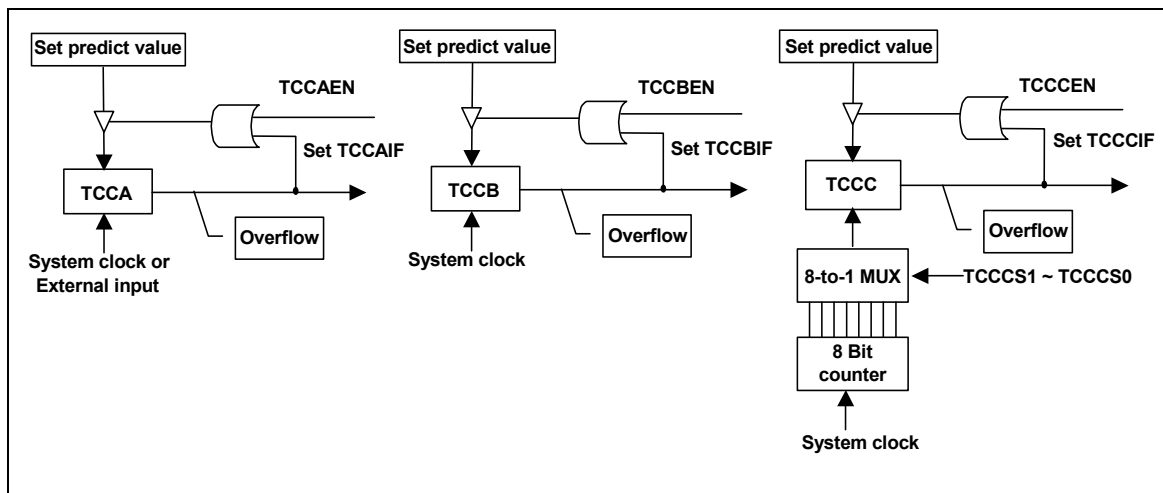 Set predict value
TCCAEN
Set TCCAIF
TCCA
Overflow
System clock or
External input
Set predict value
TCCBEN
Set TCCBIF
TCCB
Overflow
System clock
Set predict value
TCCCEN
Set TCCCIF
TCCC
Overflow
8-to-1 MUX
TCCCS1 ~ TCCCS0
8 Bit
counter
System clock